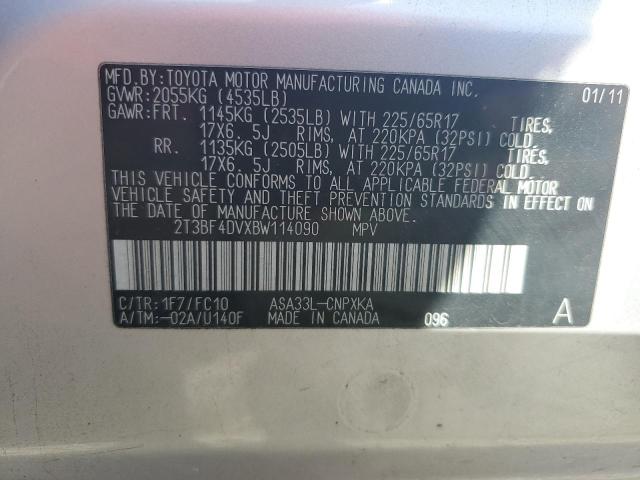 MFD.BY:TOYOTA MOTOR MANUFACTURING CANADA INC. 01/11
GVWR:2055KG (4535LB)
GAWR:FRT. 1145KG (2535LB) WITH 225/65R17 TIRES,
17X6.5J RIMS, AT 220KPA (32PSI) COLD
RR. 1135KG (2505LB) WITH 225/65R17 TIRES,
17X6.5J RIMS, AT 220KPA (32PSI) COLD.
THIS VEHICLE CONFORMS TO ALL APPLICABLE FEDERAL MOTOR
VEHICLE SAFETY AND THEFT PREVENTION STANDARDS IN EFFECT ON
THE DATE OF MANUFACTURE SHOWN ABOVE.
2T3BF4DVXBW114090 MPV
C/TR:1F7/FC10 ASA33L-CNPXKA A
A/TM:-02A/U140F MADE IN CANADA 096